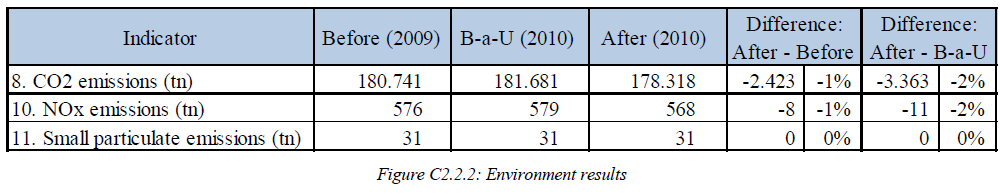 Indicator Before (2009) B-a-U (2010) After (2010) Difference: After - Before Difference: After - B-a-U
8. CO2 emissions (tn) 180.741 181.681 178.318 -2.423 -1% -3.363 -2%
10. NOx emissions (tn) 576 579 568 -8 -1% -11 -2%
11. Small particulate emissions (tn) 31 31 31 0 0% 0 0%
Figure C2.2.2: Environment results